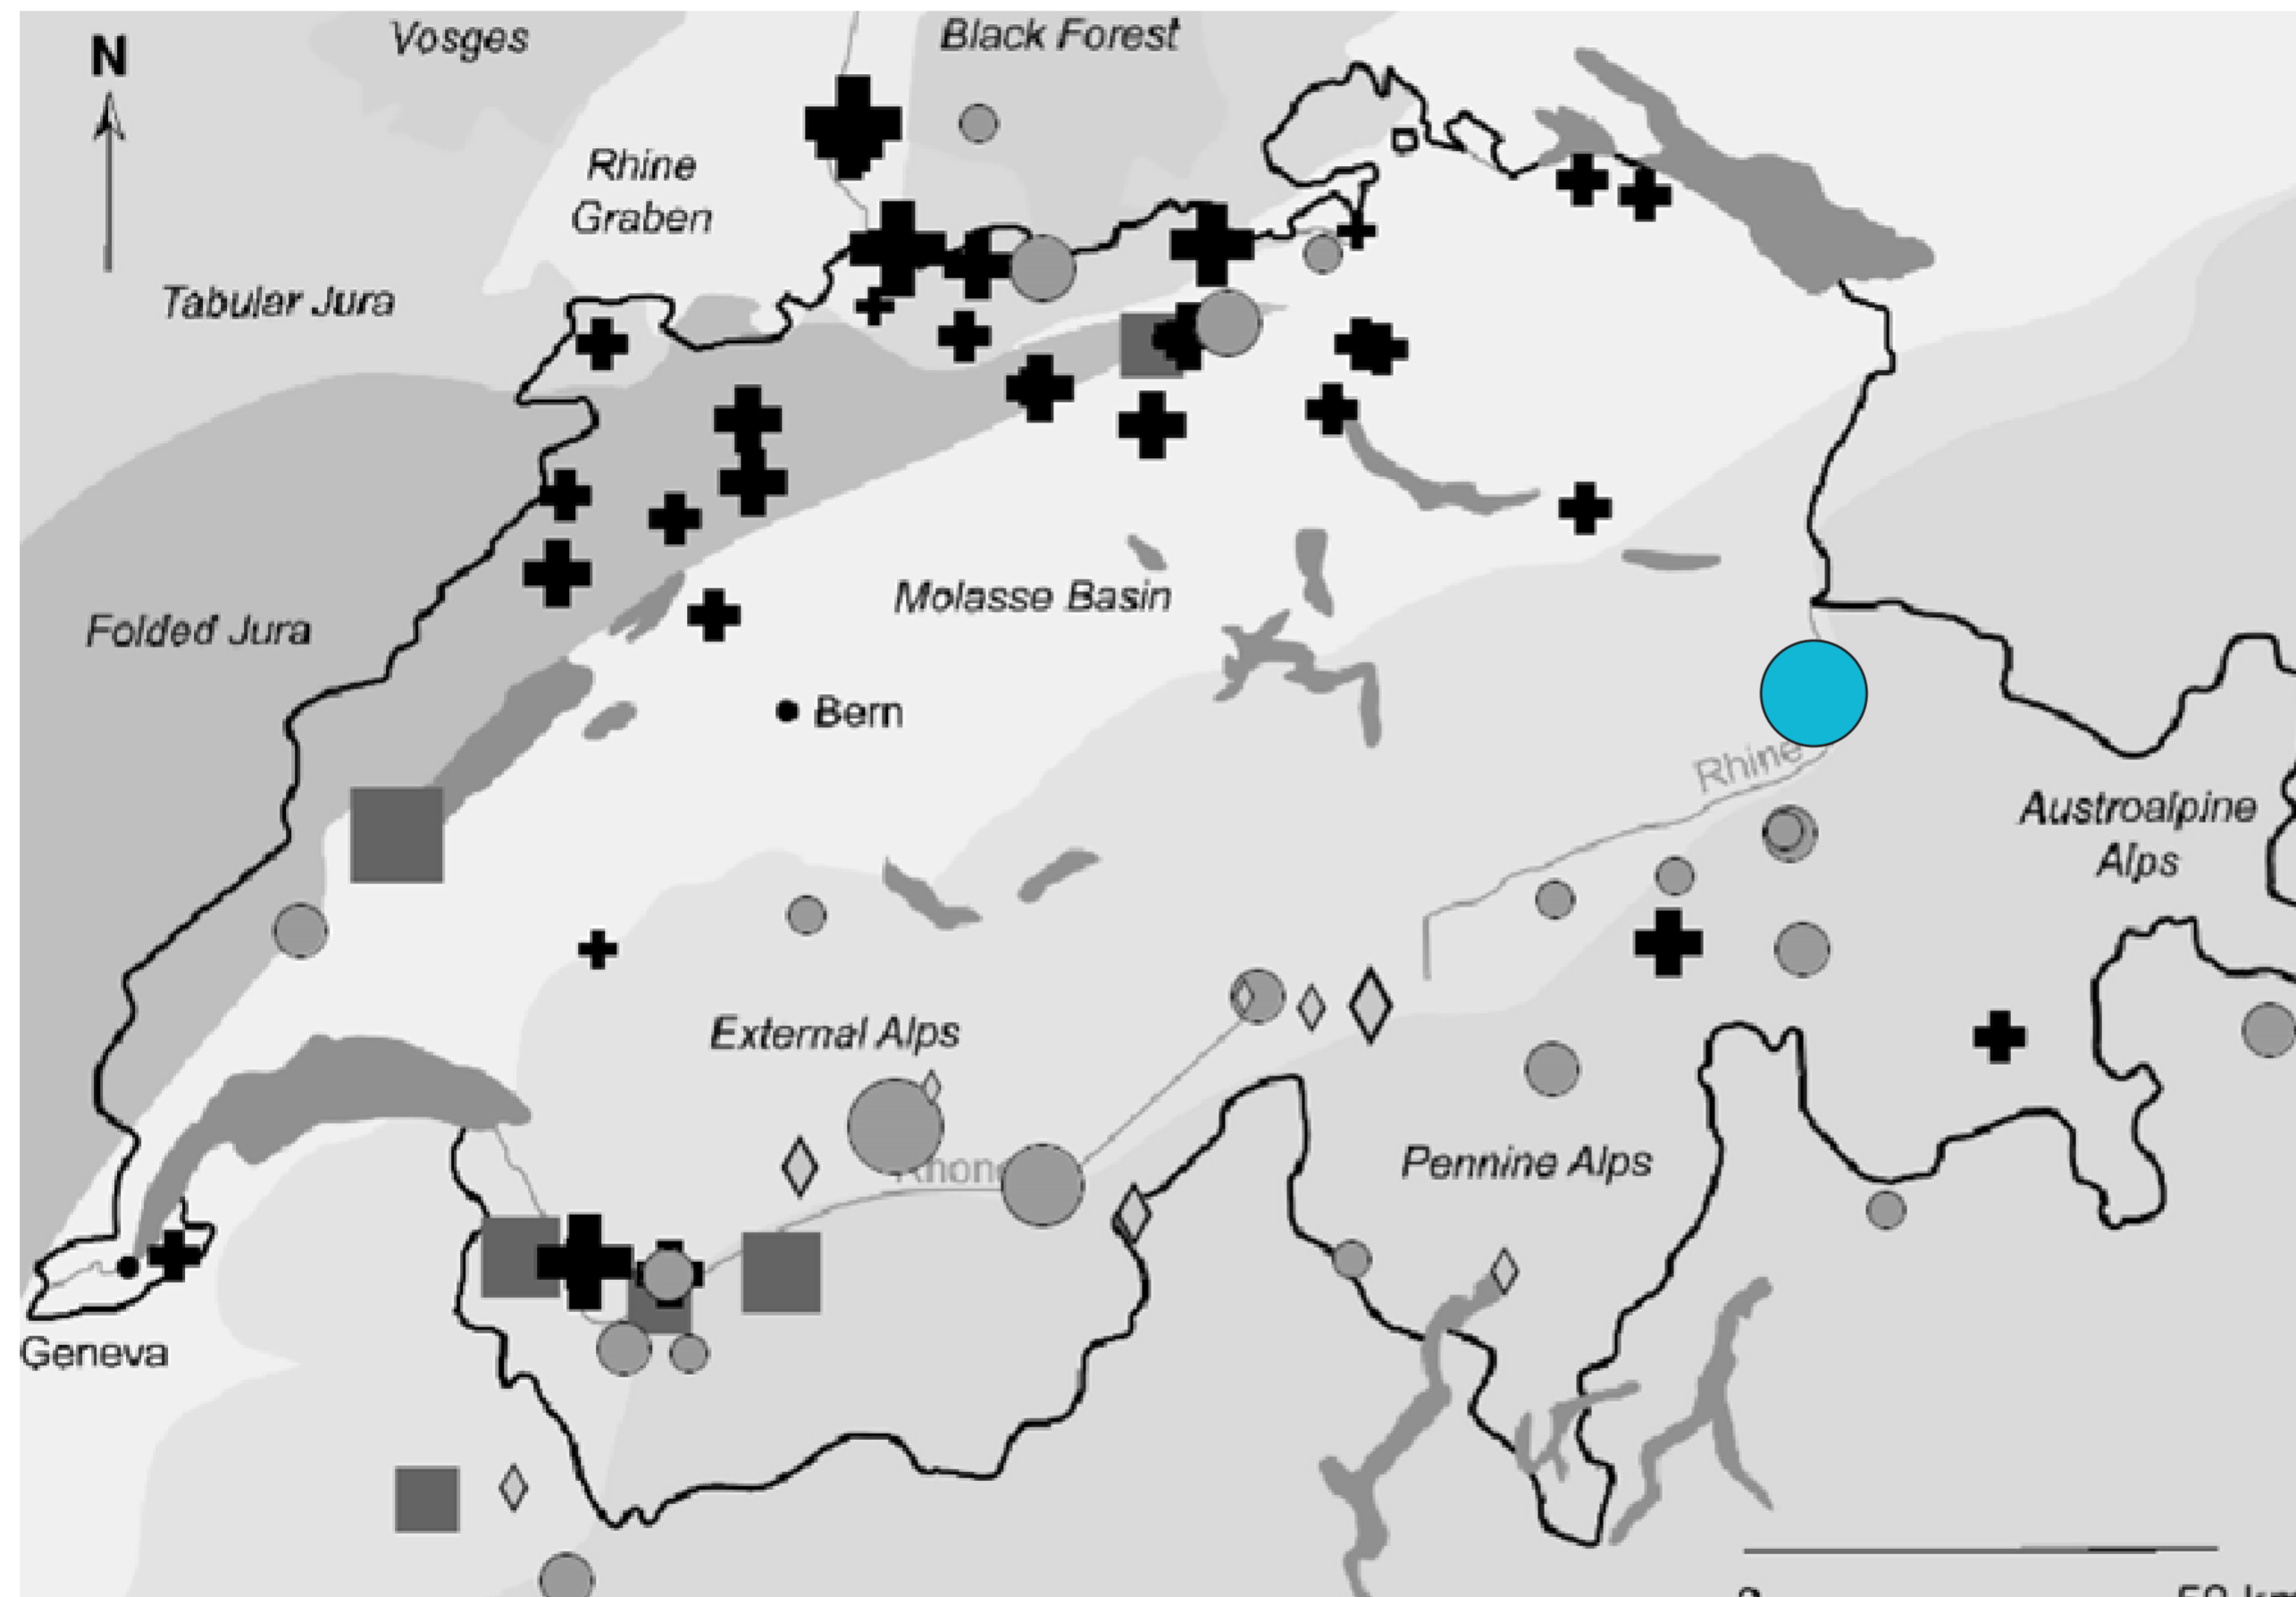 Vosges
Black Forest
N
Rhine
Graben
Tabular Jura
Molasse Basin
Folded Jura
Bern
Rhine
Austroalpine
Alps
External Alps
Pennine Alps
Geneva